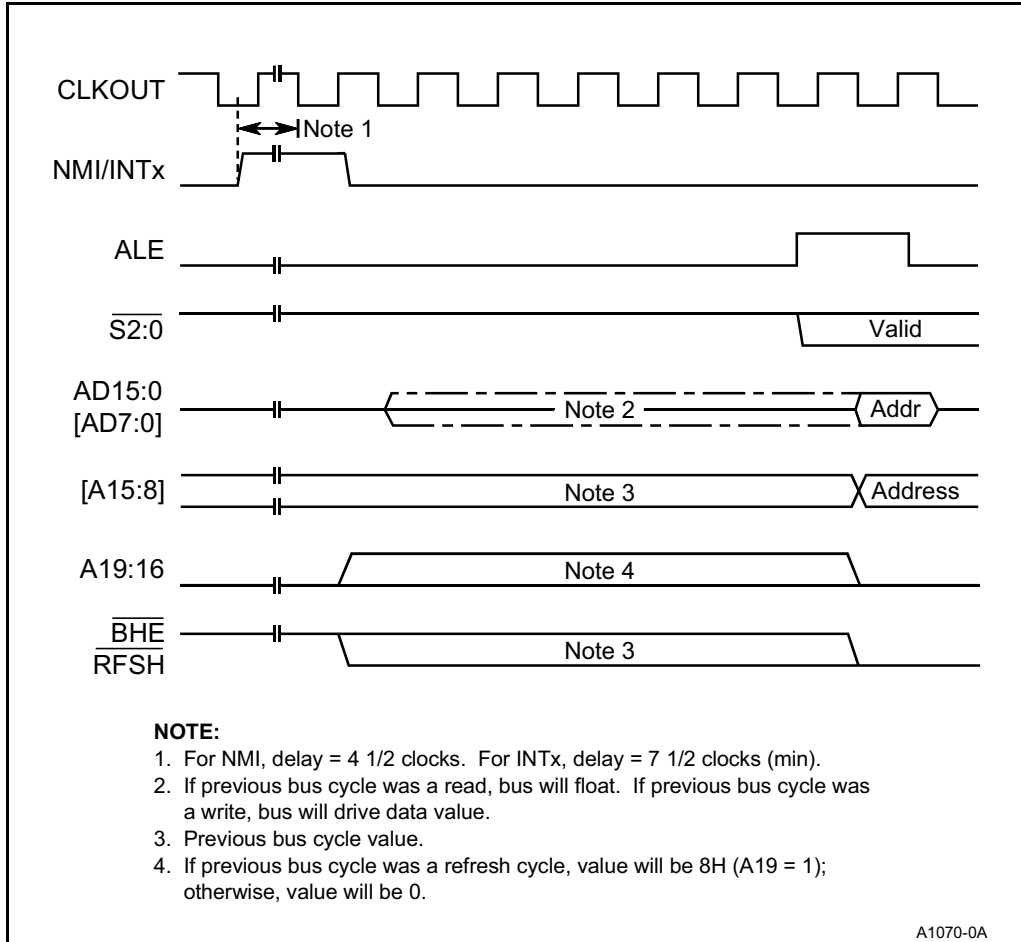 CLKOUT
Note 1
NMI/INTx
ALE
S2:0
Valid
AD15:0
[AD7:0]
Note 2
Addr
[A15:8]
Note 3
Address
A19:16
Note 4
BHE
RFSH
Note 3
NOTE:
1. For NMI, delay = 4 1/2 clocks. For INTx, delay = 7 1/2 clocks (min).
2. If previous bus cycle was a read, bus will float. If previous bus cycle was
a write, bus will drive data value.
3. Previous bus cycle value.
4. If previous bus cycle was a refresh cycle, value will be 8H (A19 = 1);
otherwise, value will be 0.
A1070-0A